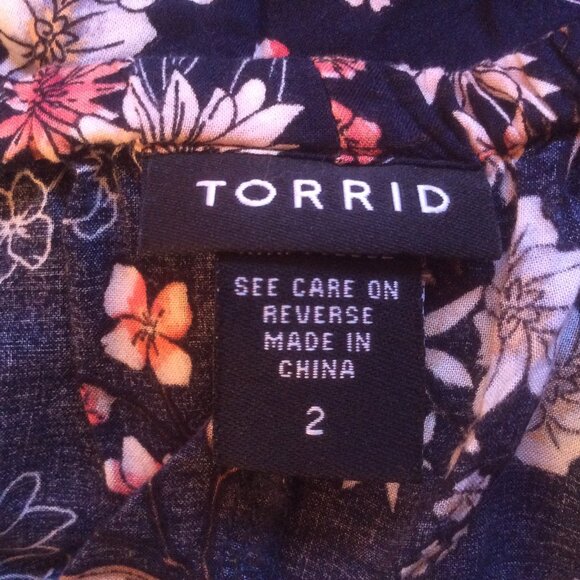 TORRID
SEE CARE ON
REVERSE
MADE IN
CHINA
2